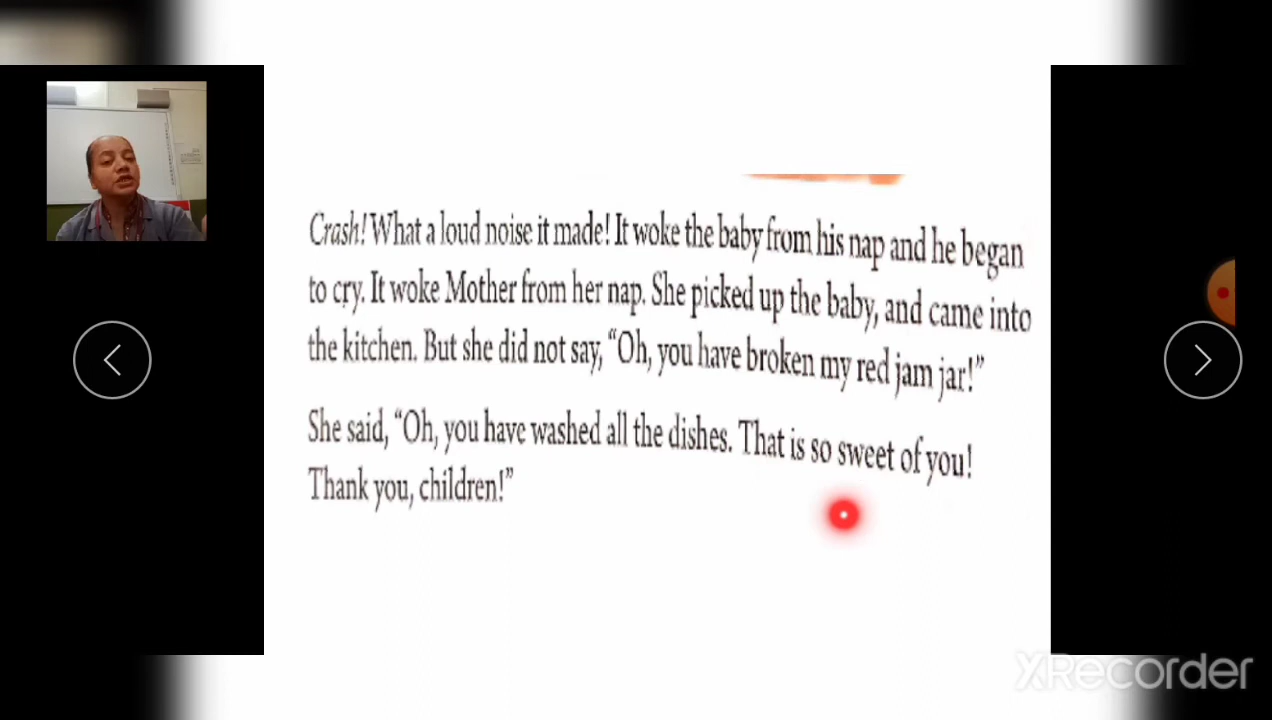 Crash! What a loud noise it made! It woke the baby from his nap and he began
to cry. It woke Mother from her nap. She picked up the baby, and came into
the kitchen. But she did not say, “Oh, you have broken my red jam jar!”
She said, “Oh, you have washed all the dishes. That is so sweet of you!
Thank you, children!”
XRecorder